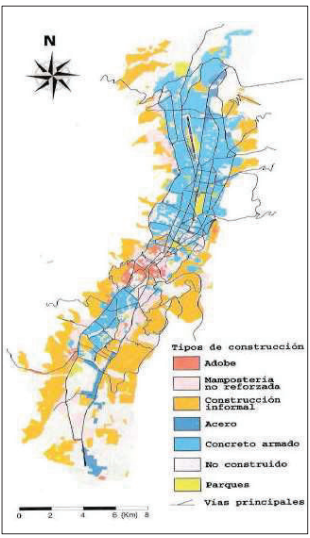 N
Tipos de construcción
Adobe
Mampostería
no reforzada
Construcción
informal
Acero
Concreto armado
No construido
Parques
Vías principales
0 2 4 6 (Km) 8